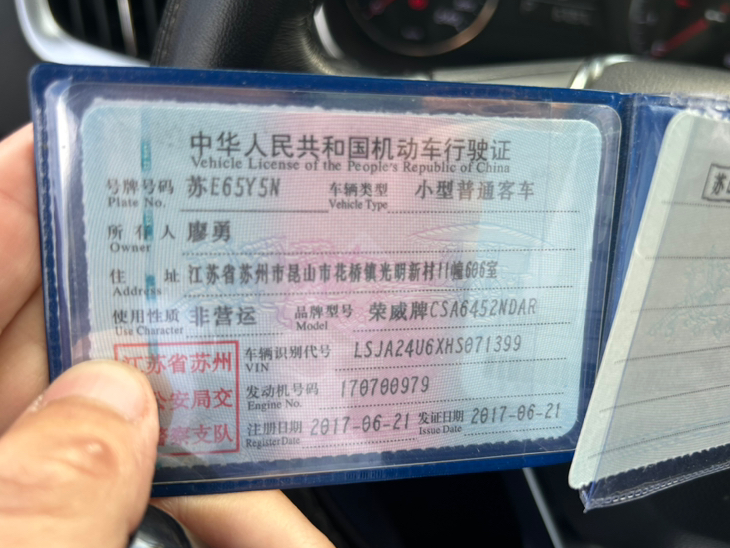 中华人民共和国机动车行驶证
Vehicle License of the People's Republic of China
号牌号码 苏E65Y5N 车辆类型 小型普通客车
Plate No. Vehicle Type
所有人 廖勇
Owner
住址 江苏省苏州市昆山市花桥镇光明新村11幢606室
Address
使用性质 非营运 品牌型号 荣威牌CSA6452NDAR
Use Character Model
江苏省苏州 车辆识别代号 LSJA24U6XHS071399
VIN
公安局交 发动机号码 170700979
Engine No.
警察支队 注册日期 2017-06-21 发证日期 2017-06-21
Register Date Issue Date
苏